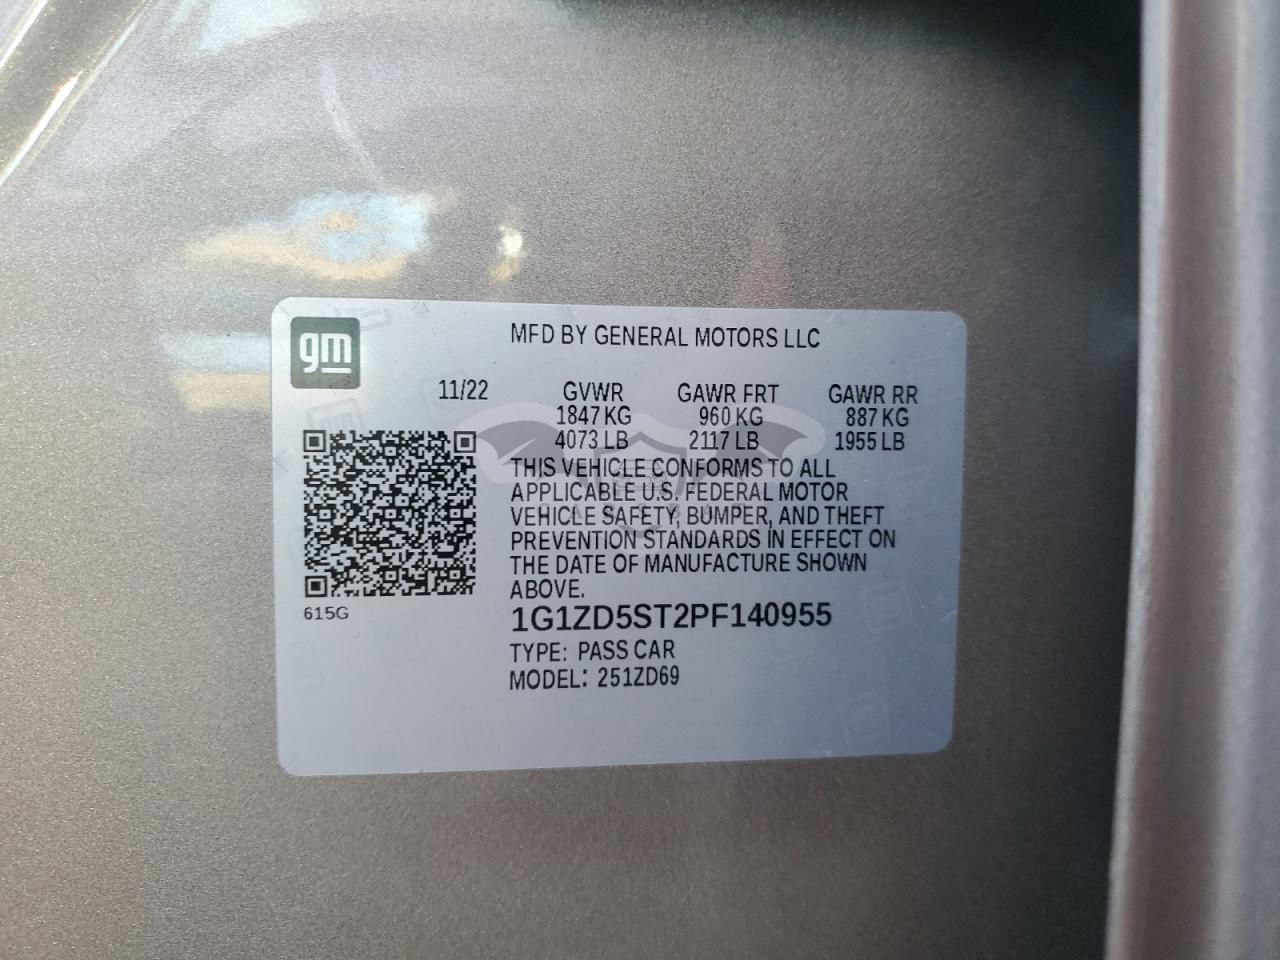 gm
MFD BY GENERAL MOTORS LLC
11/22 GVWR GAWR FRT GAWR RR
1847 KG 960 KG 887 KG
4073 LB 2117 LB 1955 LB
THIS VEHICLE CONFORMS TO ALL
APPLICABLE U.S. FEDERAL MOTOR
VEHICLE SAFETY, BUMPER, AND THEFT
PREVENTION STANDARDS IN EFFECT ON
THE DATE OF MANUFACTURE SHOWN
ABOVE.
615G
1G1ZD5ST2PF140955
TYPE: PASS CAR
MODEL: 251ZD69